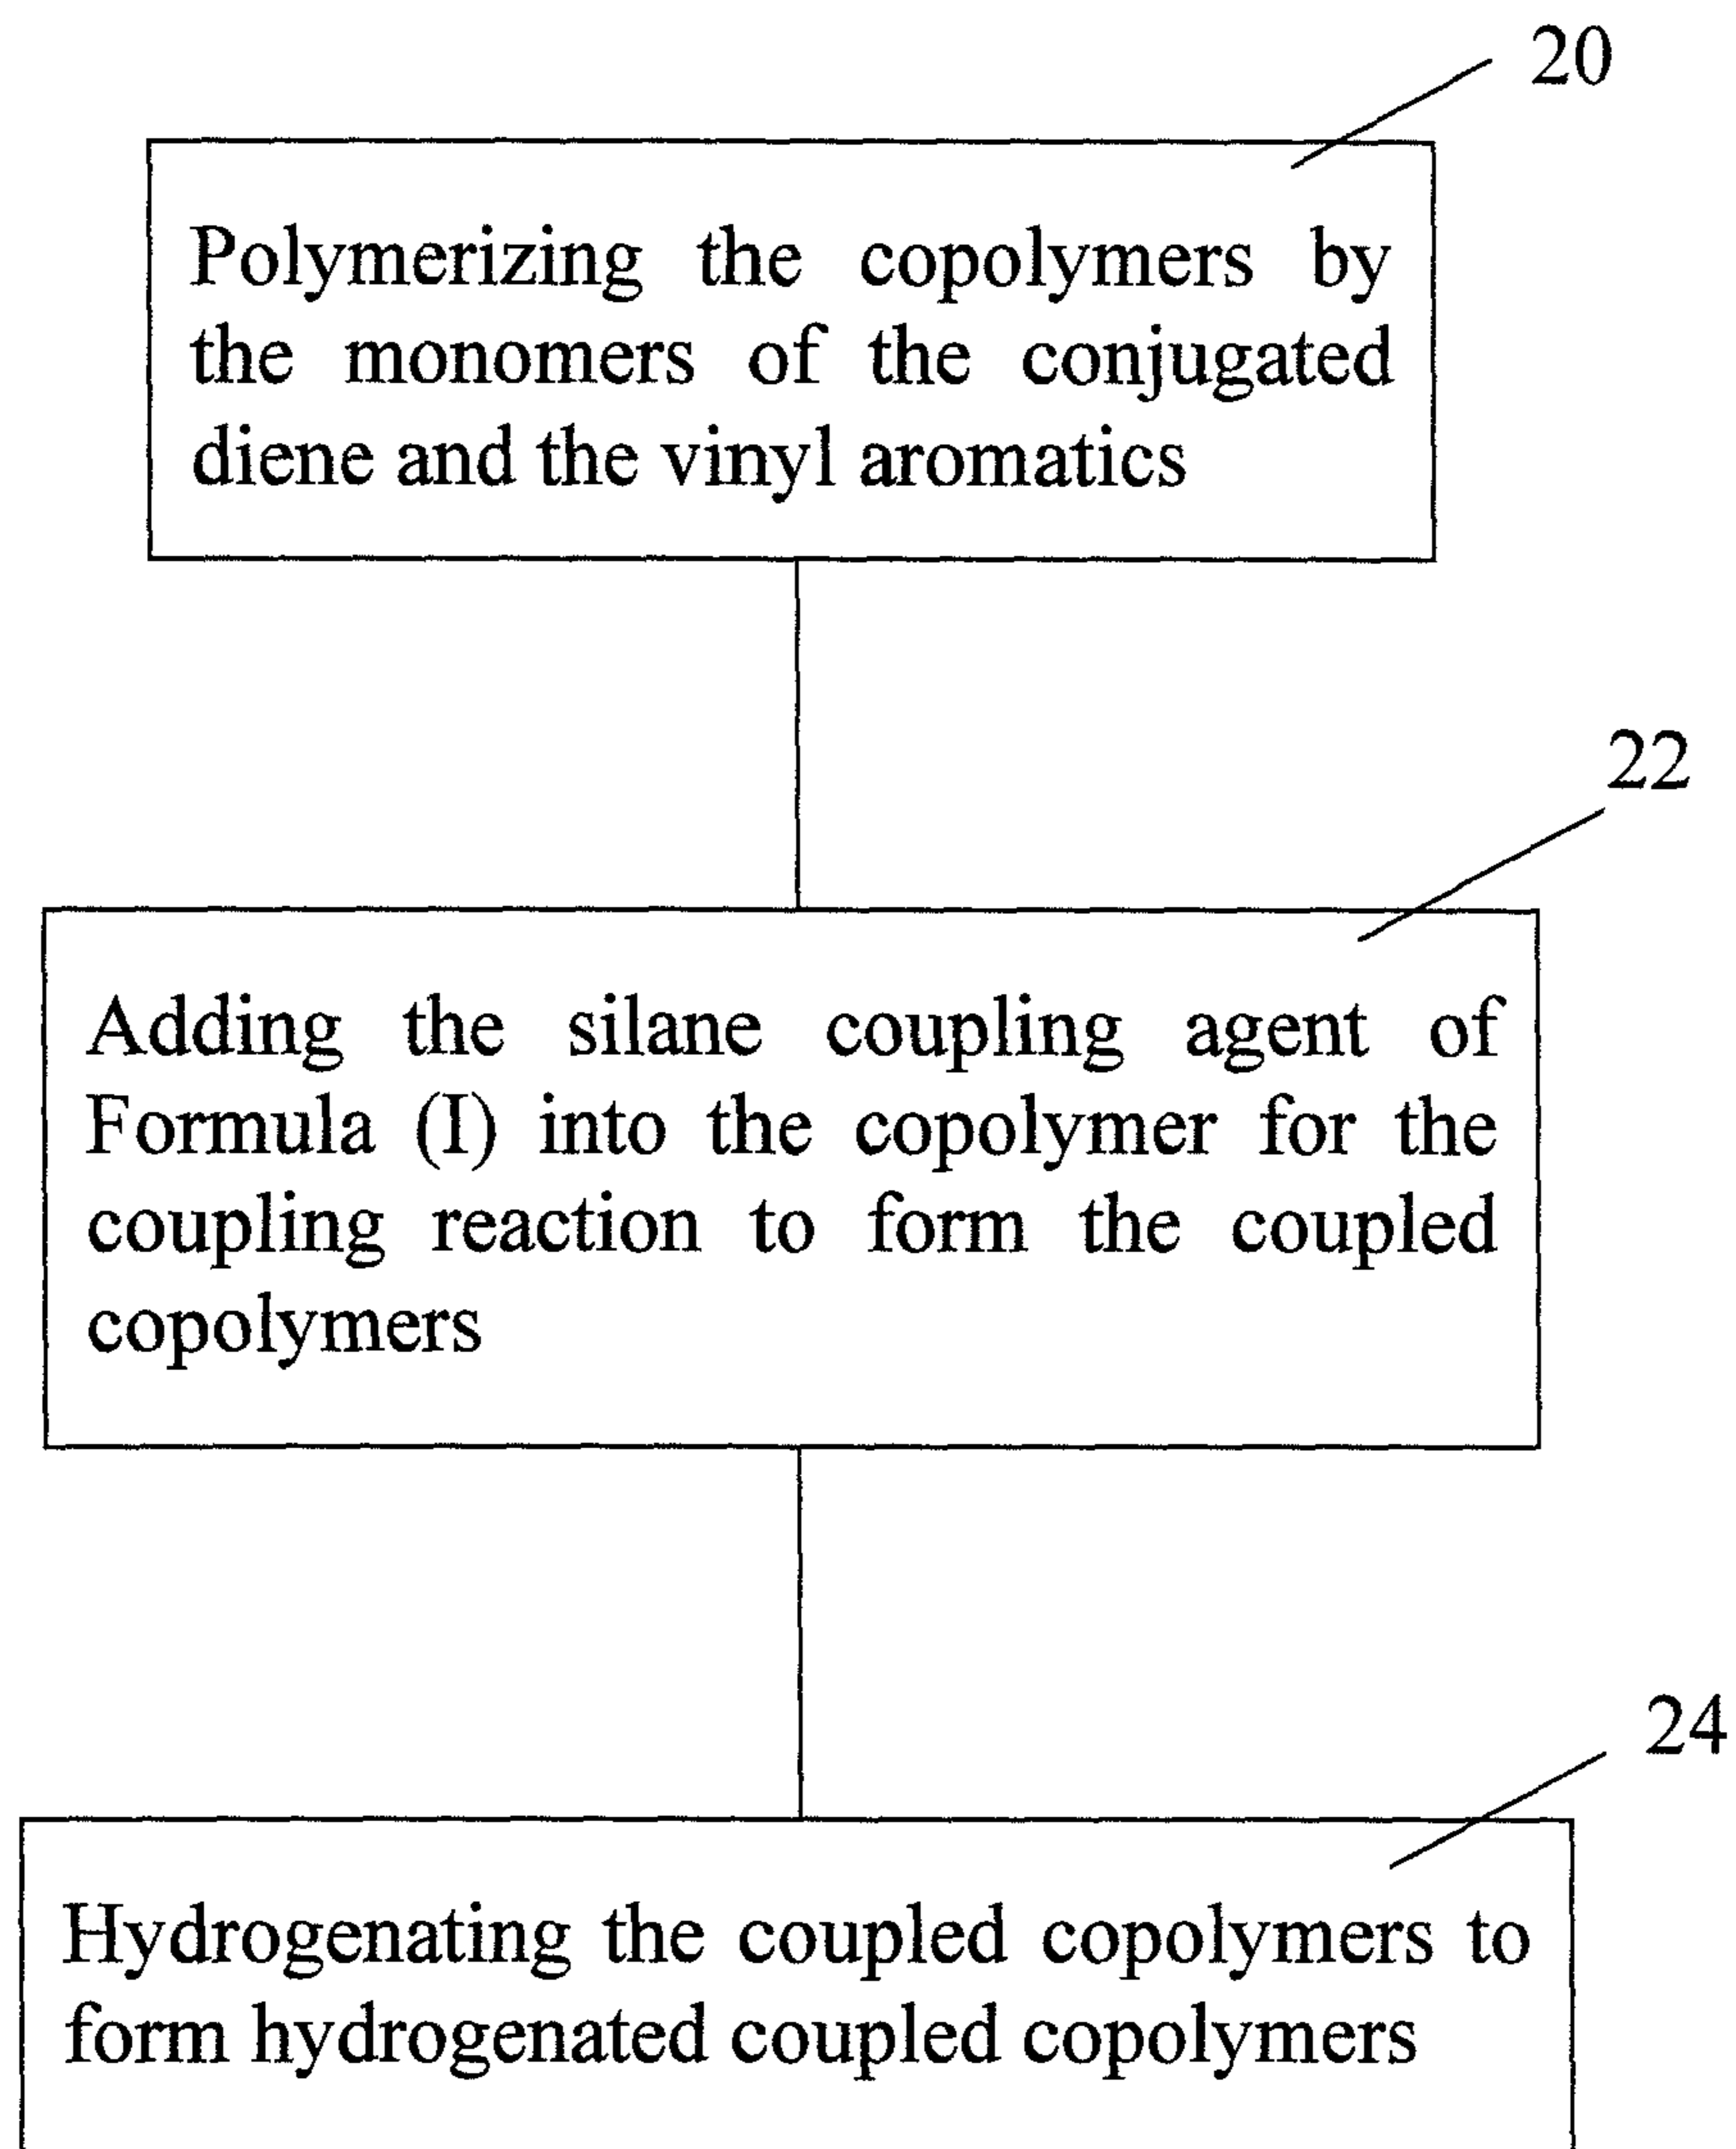 20
Polymerizing the copolymers by
the monomers of the conjugated
diene and the vinyl aromatics
22
Adding the silane coupling agent of
Formula (I) into the copolymer for the
coupling reaction to form the coupled
copolymers
24
Hydrogenating the coupled copolymers to
form hydrogenated coupled copolymers